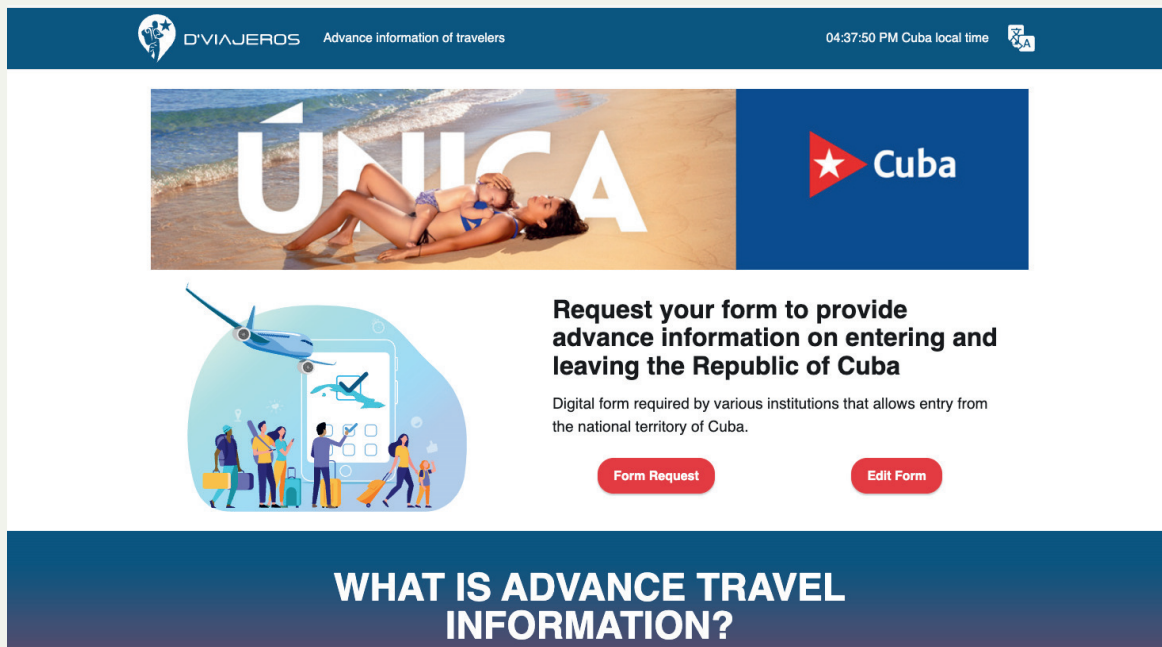 D'VIAJEROS
Advance information of travelers
04:37:50 PM Cuba local time
ÚNICA
Cuba
Request your form to provide
advance information on entering and
leaving the Republic of Cuba
Digital form required by various institutions that allows entry from
the national territory of Cuba.
Form Request
Edit Form
WHAT IS ADVANCE TRAVEL
INFORMATION?